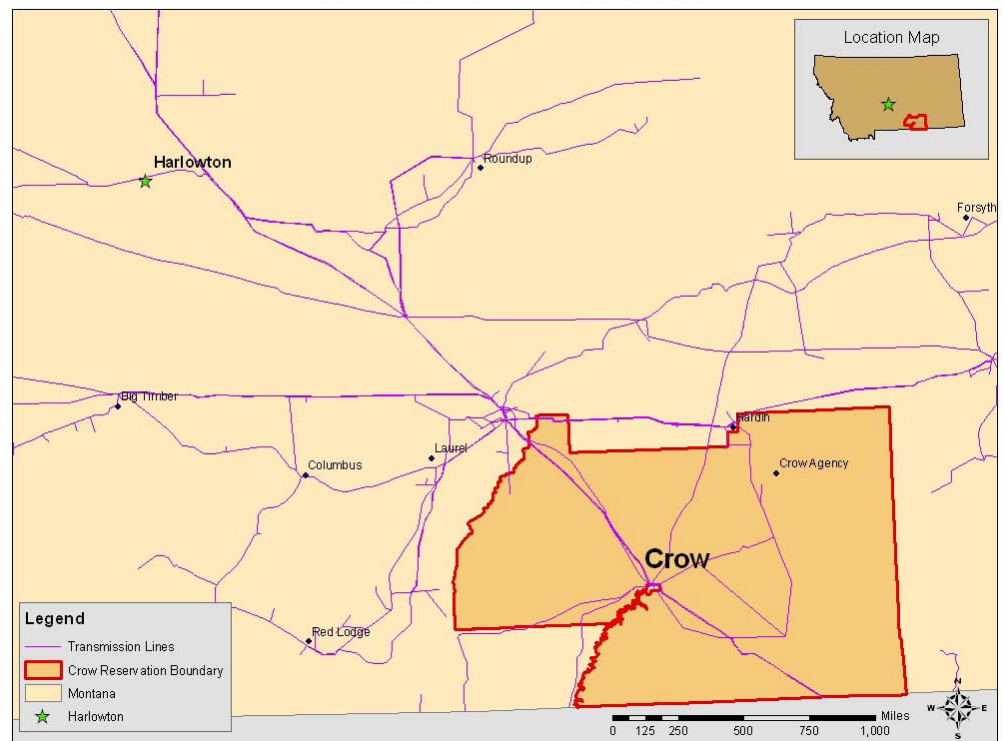 Location Map
Harlowton
Roundup
Forsyth
Big Timber
Hardin
Laurel
Columbus
Crow Agency
Crow
Red Lodge
Legend
Transmission Lines
Crow Reservation Boundary
Montana
Harlowton
N
W E
S
Miles
0 125 250 500 750 1,000